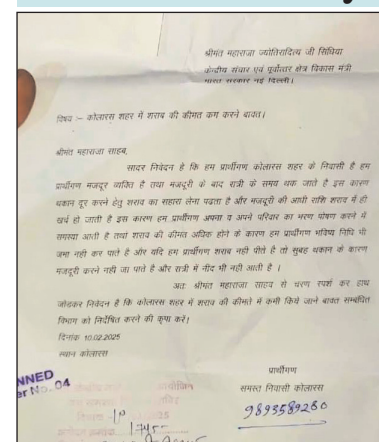 श्रीमंत महाराजा ज्योतिरादित्य जी सिंधिया
केन्द्रीय संचार एवं पूर्वोत्तर क्षेत्र विकास मंत्री
भारत सरकार नई दिल्ली।
विषय :– कोलारस शहर में शराब की कीमत कम करने बाबत।
श्रीमंत महाराजा साहब,
सादर निवेदन है कि हम प्रार्थीगण कोलारस शहर के निवासी है हम
प्रार्थीगण मजदूर व्यक्ति है तथा मजदूरी के बाद रात्री के समय थक जाते है इस कारण
थकान दूर करने हेतु शराब का सहारा लेना पढता है और मजदूरी की आधी राशि शराब में ही
खर्च हो जाती है इस कारण हम प्रार्थीगण अपना व अपने परिवार का भरण पोषण करने में
समस्या आती है तथा शराब की कीमत अधिक होने के कारण हम प्रार्थीगण भविष्य निधि भी
जमा नही कर पाते है और यदि हम प्रार्थीगण शराब नही पीते है तो सुबह थकान के कारण
मजदूरी करने नही जा पाते है और रात्री में नींद भी नही आती है ।
अतः श्रीमंत महाराजा साहब से चरण स्पर्श कर हाथ
जोडकर निवेदन है कि कोलारस शहर में शराब की कीमते में कमी किये जाने बाबत सम्बंधित
विभाग को निर्देषित करने की कृपा करें!
दिनांक 10.02.2025
स्थान कोलारस
प्रार्थीगण
समस्त निवासी कोलारस
9893589280
NNED
er No. 04